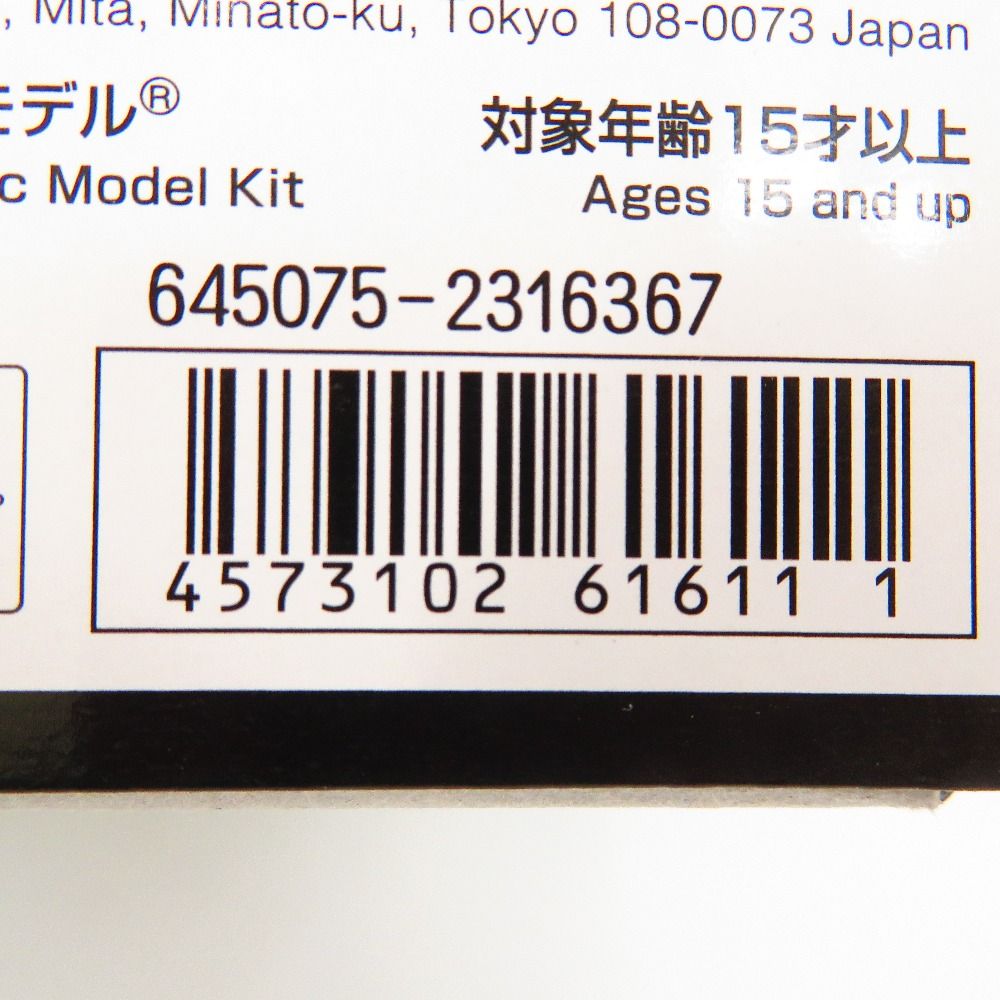 , Mita, Minato-ku, Tokyo 108-0073 Japan
モデル®
対象年齢15才以上
c Model Kit
Ages 15 and up
645075-2316367
4573102 61611 1